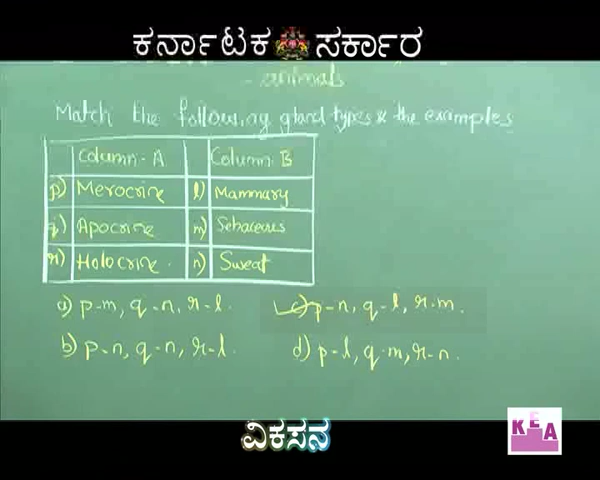 ಕರ್ನಾಟಕ ಸರ್ಕಾರ
- animals
Match the following gland types & the examples
Column-A Column B
p) Merocrine l) Mammary
q) Apocrine m) Sebaceous
r) Holocrine. n) Sweat
a) p-m, q-n, r-l. c) p-n, q-l, r-m.
b) p-n, q-n, r-l. d) p-l, q-m, r-n.
ವಿಕಸನ
KEA